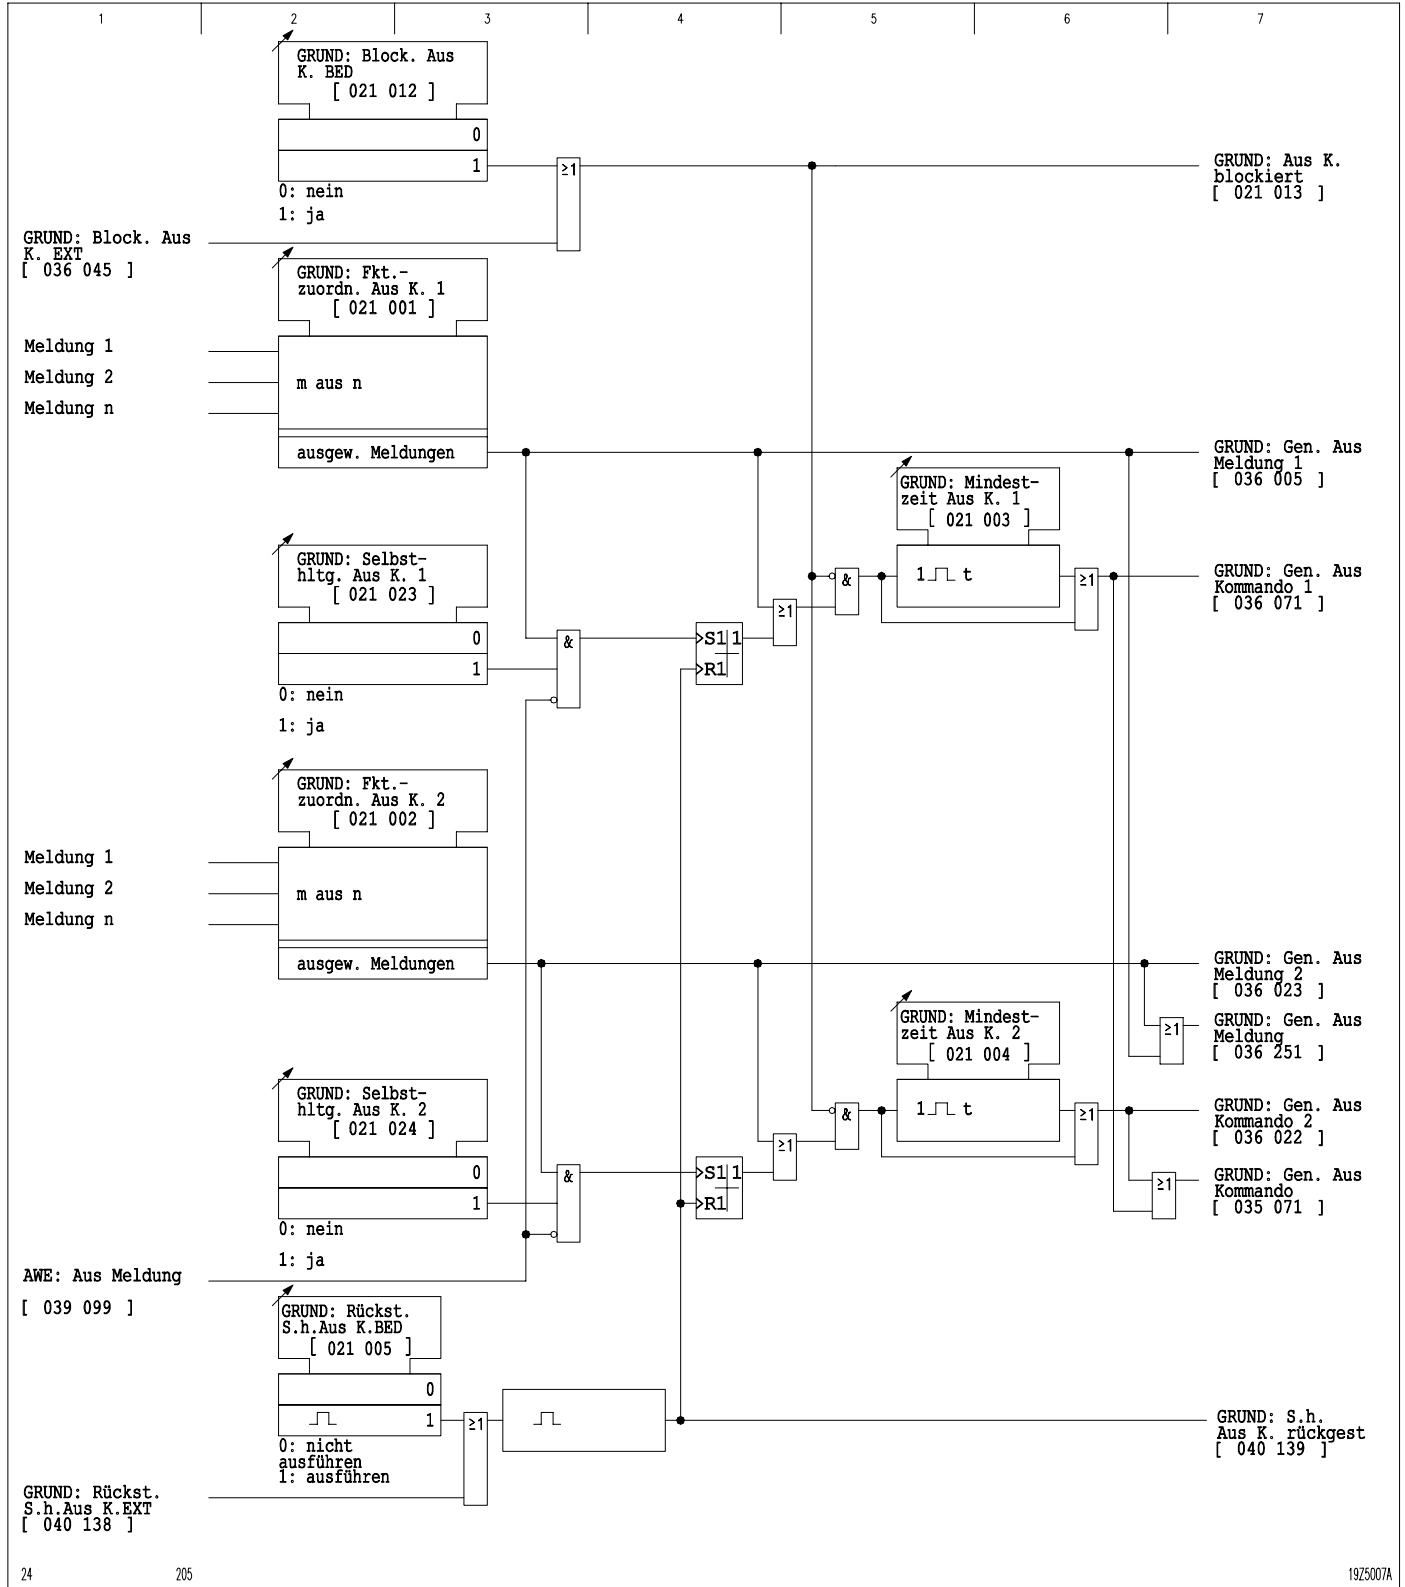 1 2 3 4 5 6 7
GRUND: Block. Aus
K. BED
[ 021 012 ]
0
1
≥1
0: nein
1: ja
GRUND: Aus K.
blockiert
[ 021 013 ]
GRUND: Block. Aus
K. EXT
[ 036 045 ]
GRUND: Fkt.-
zuordn. Aus K. 1
[ 021 001 ]
Meldung 1
Meldung 2
Meldung n
m aus n
ausgew. Meldungen
GRUND: Gen. Aus
Meldung 1
[ 036 005 ]
GRUND: Mindest-
zeit Aus K. 1
[ 021 003 ]
1 t
&
≥1
≥1
GRUND: Gen. Aus
Kommando 1
[ 036 071 ]
GRUND: Selbst-
hltg. Aus K. 1
[ 021 023 ]
0
1
&
S1 1
R1
0: nein
1: ja
GRUND: Fkt.-
zuordn. Aus K. 2
[ 021 002 ]
Meldung 1
Meldung 2
Meldung n
m aus n
ausgew. Meldungen
GRUND: Gen. Aus
Meldung 2
[ 036 023 ]
≥1
GRUND: Gen. Aus
Meldung
[ 036 251 ]
GRUND: Mindest-
zeit Aus K. 2
[ 021 004 ]
1 t
&
≥1
≥1
GRUND: Gen. Aus
Kommando 2
[ 036 022 ]
≥1
GRUND: Gen. Aus
Kommando
[ 035 071 ]
GRUND: Selbst-
hltg. Aus K. 2
[ 021 024 ]
0
1
&
S1 1
R1
0: nein
1: ja
AWE: Aus Meldung
[ 039 099 ]
GRUND: Rückst.
S.h.Aus K.BED
[ 021 005 ]
0
1
≥1
0: nicht
ausführen
1: ausführen
GRUND: S.h.
Aus K. rückgest
[ 040 139 ]
GRUND: Rückst.
S.h.Aus K.EXT
[ 040 138 ]
24 205 19Z5007A